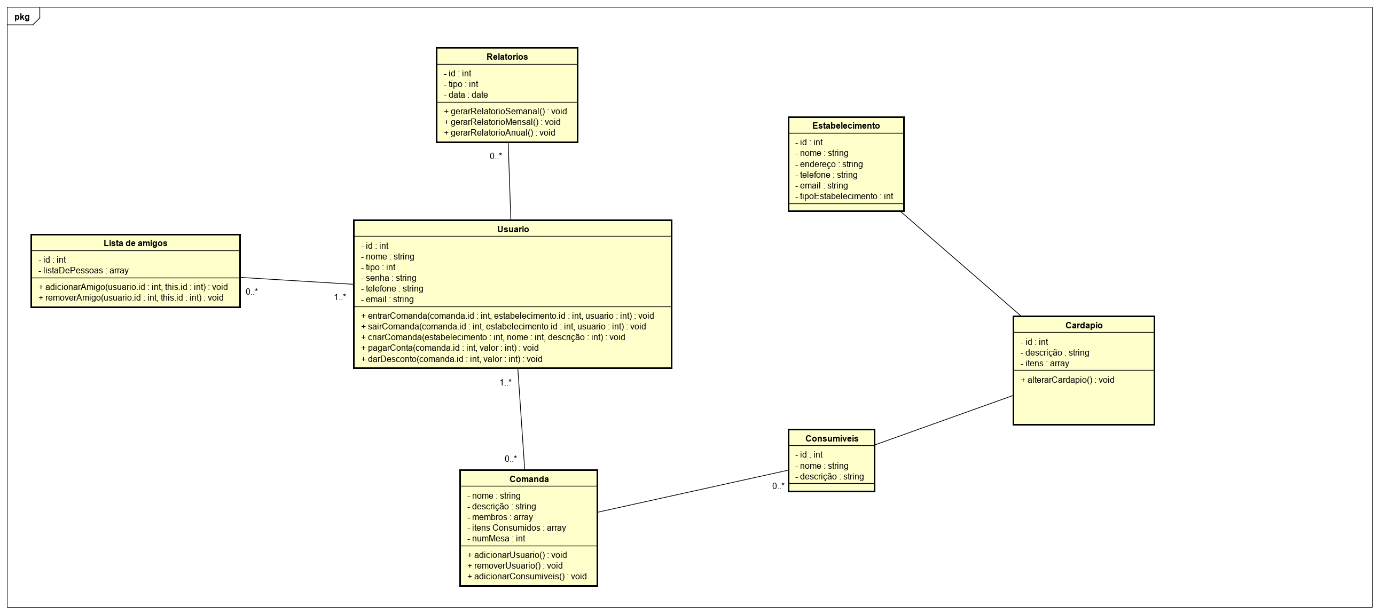 pkg
Relatorios
- id : int
- tipo : int
- data : date
+ gerarRelatorioSemanal() : void
+ gerarRelatorioMensal() : void
+ gerarRelatorioAnual() : void
0..*
Estabelecimento
- id : int
- nome : string
- endereço : string
- telefone : string
- email : string
- tipoEstabelecimento : int
Lista de amigos
- id : int
- listaDePessoas : array
+ adicionarAmigo(usuario.id : int, this.id : int) : void
+ removerAmigo(usuario.id : int, this.id : int) : void
0..*
1..*
Usuario
- id : int
- nome : string
- tipo : int
- senha : string
- telefone : string
- email : string
+ entrarComanda(comanda.id : int, estabelecimento.id : int, usuario : int) : void
+ sairComanda(comanda.id : int, estabelecimento.id : int, usuario : int) : void
+ criarComanda(estabelecimento : int, nome : int, descrição : int) : void
+ pagarConta(comanda.id : int, valor : int) : void
+ darDesconto(comanda.id : int, valor : int) : void
1..*
0..*
Cardapio
- id : int
- descrição : string
- itens : array
+ alterarCardapio() : void
Consumiveis
- id : int
- nome : string
- descrição : string
0..*
Comanda
- nome : string
- descrição : string
- membros : array
- itens Consumidos : array
- numMesa : int
+ adicionarUsuario() : void
+ removerUsuario() : void
+ adicionarConsumiveis() : void